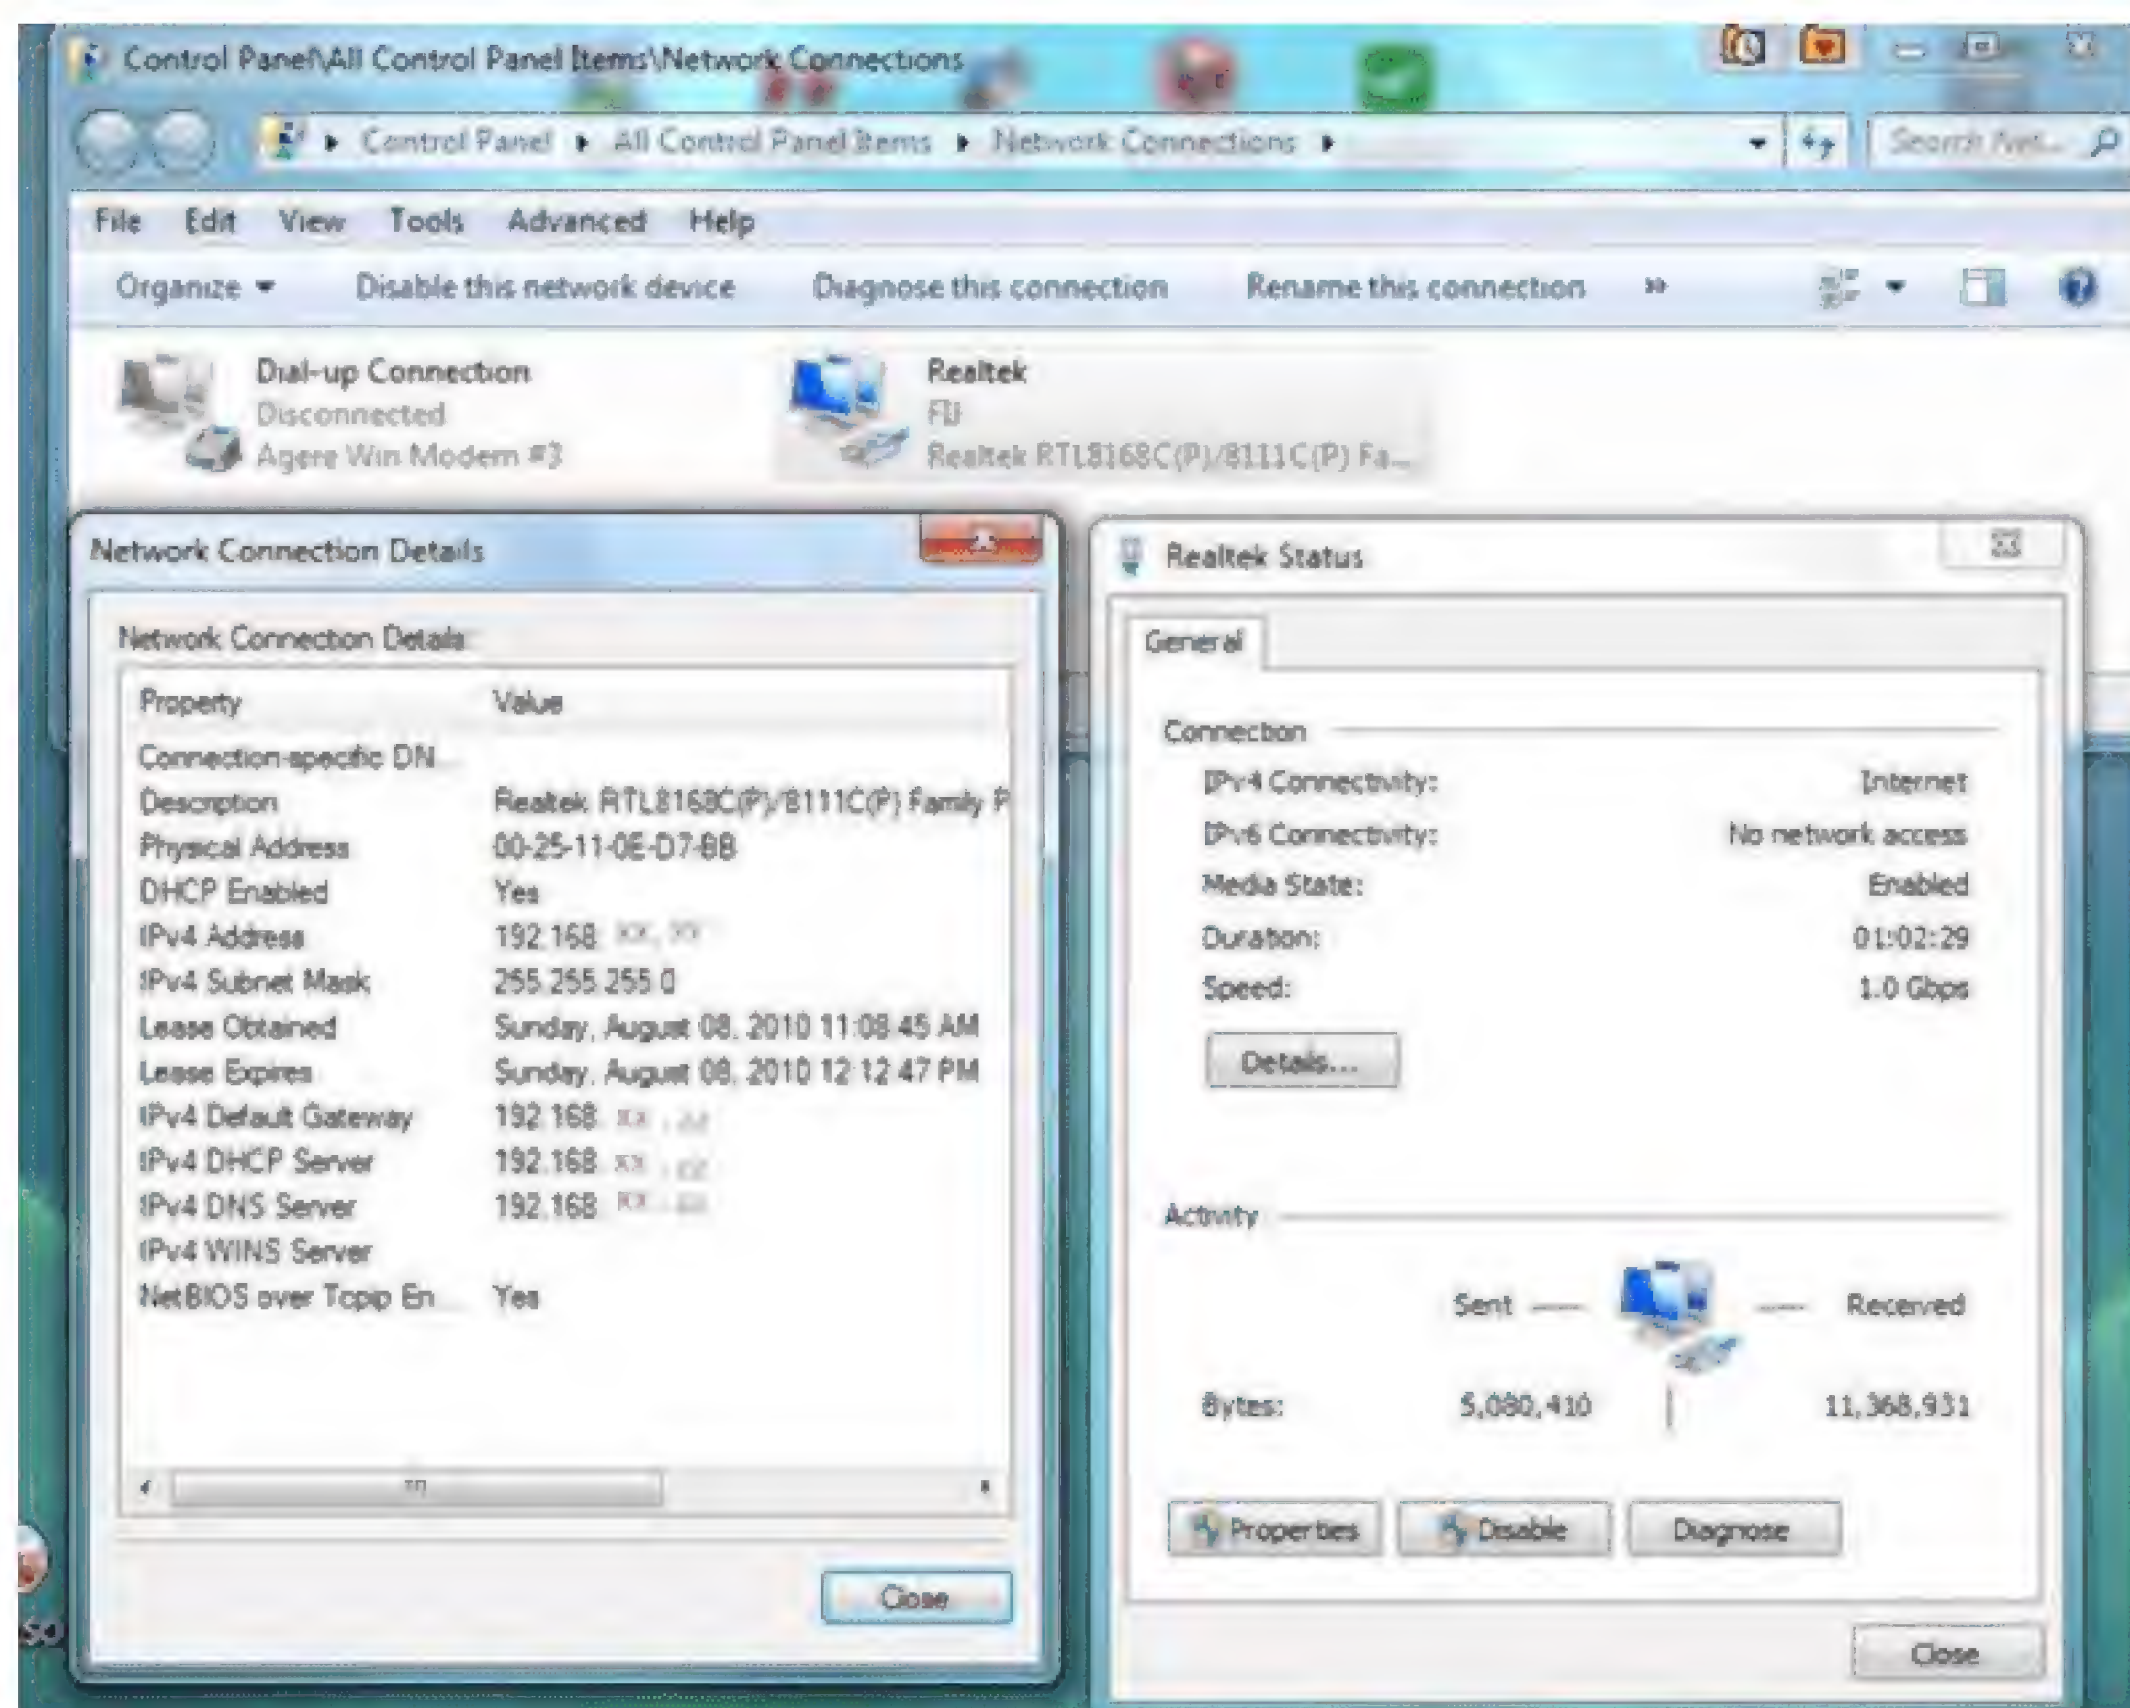 Control Panel\All Control Panel Items\Network Connections
Control Panel All Control Panel Items Network Connections
Search Net...
File Edit View Tools Advanced Help
Organize Disable this network device Diagnose this connection Rename this connection »
Dial-up Connection
Disconnected
Agere Win Modem #3
Realtek
Realtek RTL8168C(P)/8111C(P) Fa...
Network Connection Details
Network Connection Details:
Property Value
Connection-specific DN...
Description Realtek RTL8168C(P)/8111C(P) Family P
Physical Address 00-25-11-0E-D7-BB
DHCP Enabled Yes
IPv4 Address 192.168.
IPv4 Subnet Mask 255.255.255.0
Lease Obtained Sunday, August 08, 2010 11:08:45 AM
Lease Expires Sunday, August 08, 2010 12:12:47 PM
IPv4 Default Gateway 192.168.
IPv4 DHCP Server 192.168.
IPv4 DNS Server 192.168.
IPv4 WINS Server
NetBIOS over Tcpip En... Yes
Close
Realtek Status
General
Connection
IPv4 Connectivity: Internet
IPv6 Connectivity: No network access
Media State: Enabled
Duration: 01:02:29
Speed: 1.0 Gbps
Details...
Activity
Sent Received
Bytes: 5,080,410 11,368,931
Properties Disable Diagnose
Close